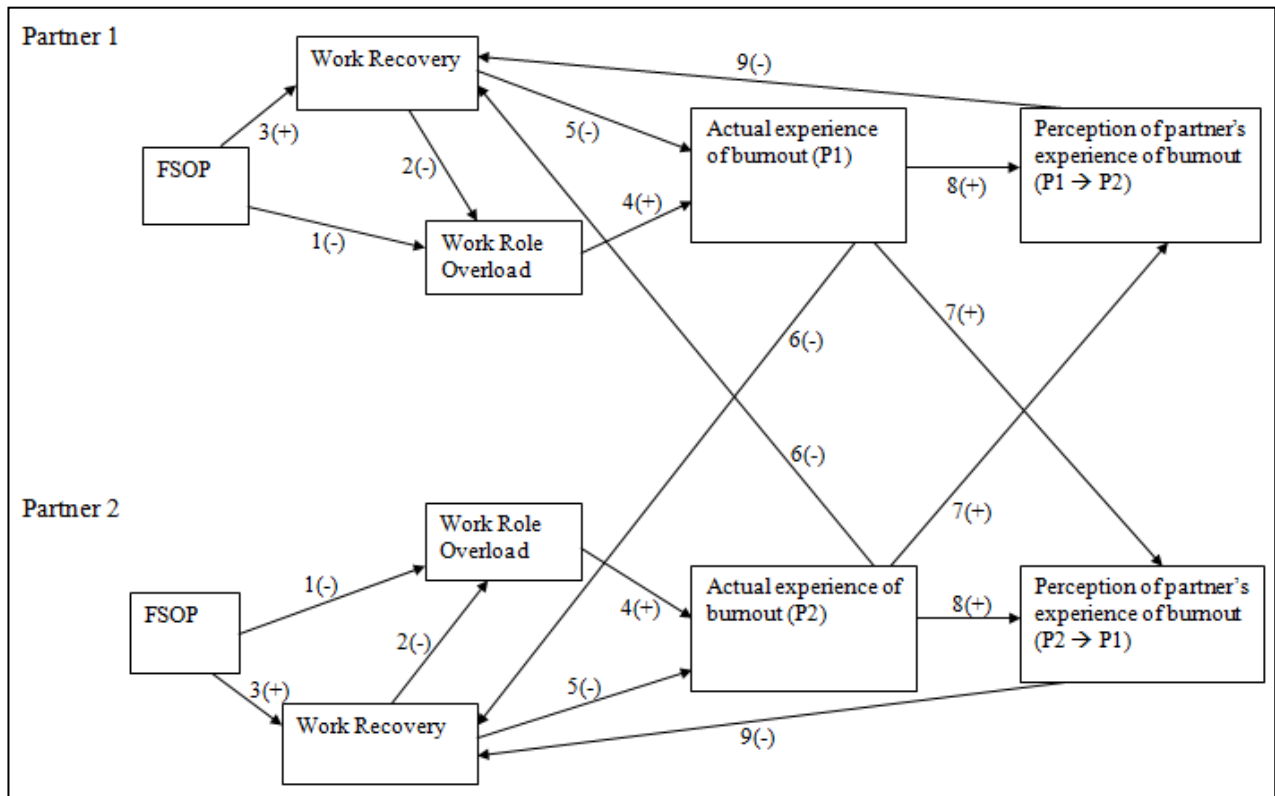 Partner 1
Work Recovery
9(-)
3(+)
5(-)
Actual experience
of burnout (P1)
Perception of partner's
experience of burnout
(P1 → P2)
FSOP
2(-)
8(+)
4(+)
1(-)
Work Role
Overload
7(+)
6(-)
6(-)
Partner 2
Work Role
Overload
7(+)
1(-)
4(+)
Actual experience of
burnout (P2)
8(+)
Perception of partner's
experience of burnout
(P2 → P1)
FSOP
2(-)
3(+)
5(-)
Work Recovery
9(-)